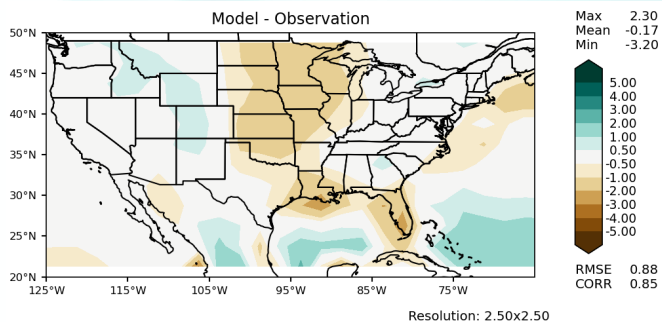 Model - Observation
Max 2.30
Mean -0.17
Min -3.20
50°N
45°N
40°N
35°N
30°N
25°N
20°N
125°W 115°W 105°W 95°W 85°W 75°W
5.00
4.00
3.00
2.00
1.00
0.50
-0.50
-1.00
-2.00
-3.00
-4.00
-5.00
RMSE 0.88
CORR 0.85
Resolution: 2.50x2.50